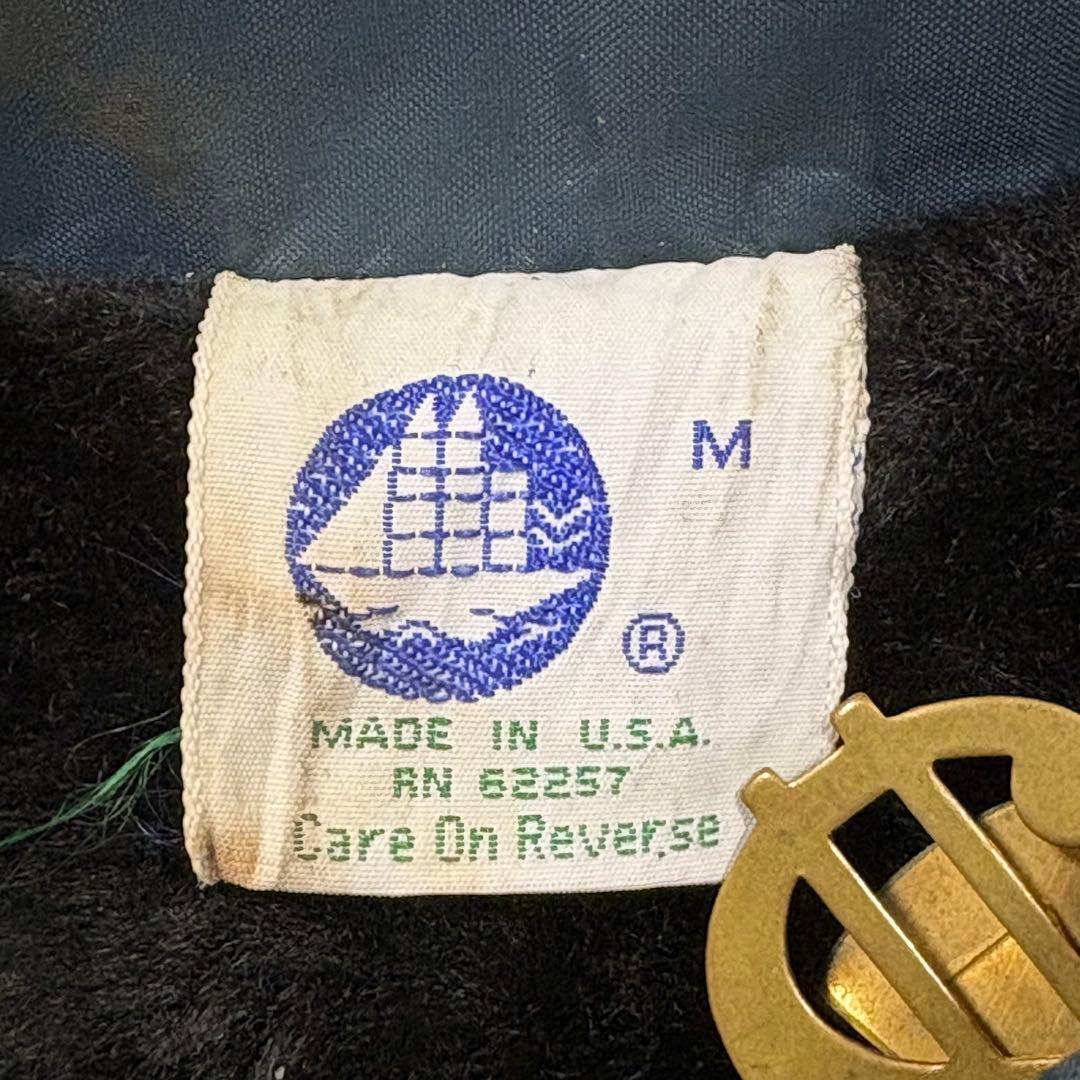 M
®
MADE IN U.S.A.
RN 62257
Care On Reverse